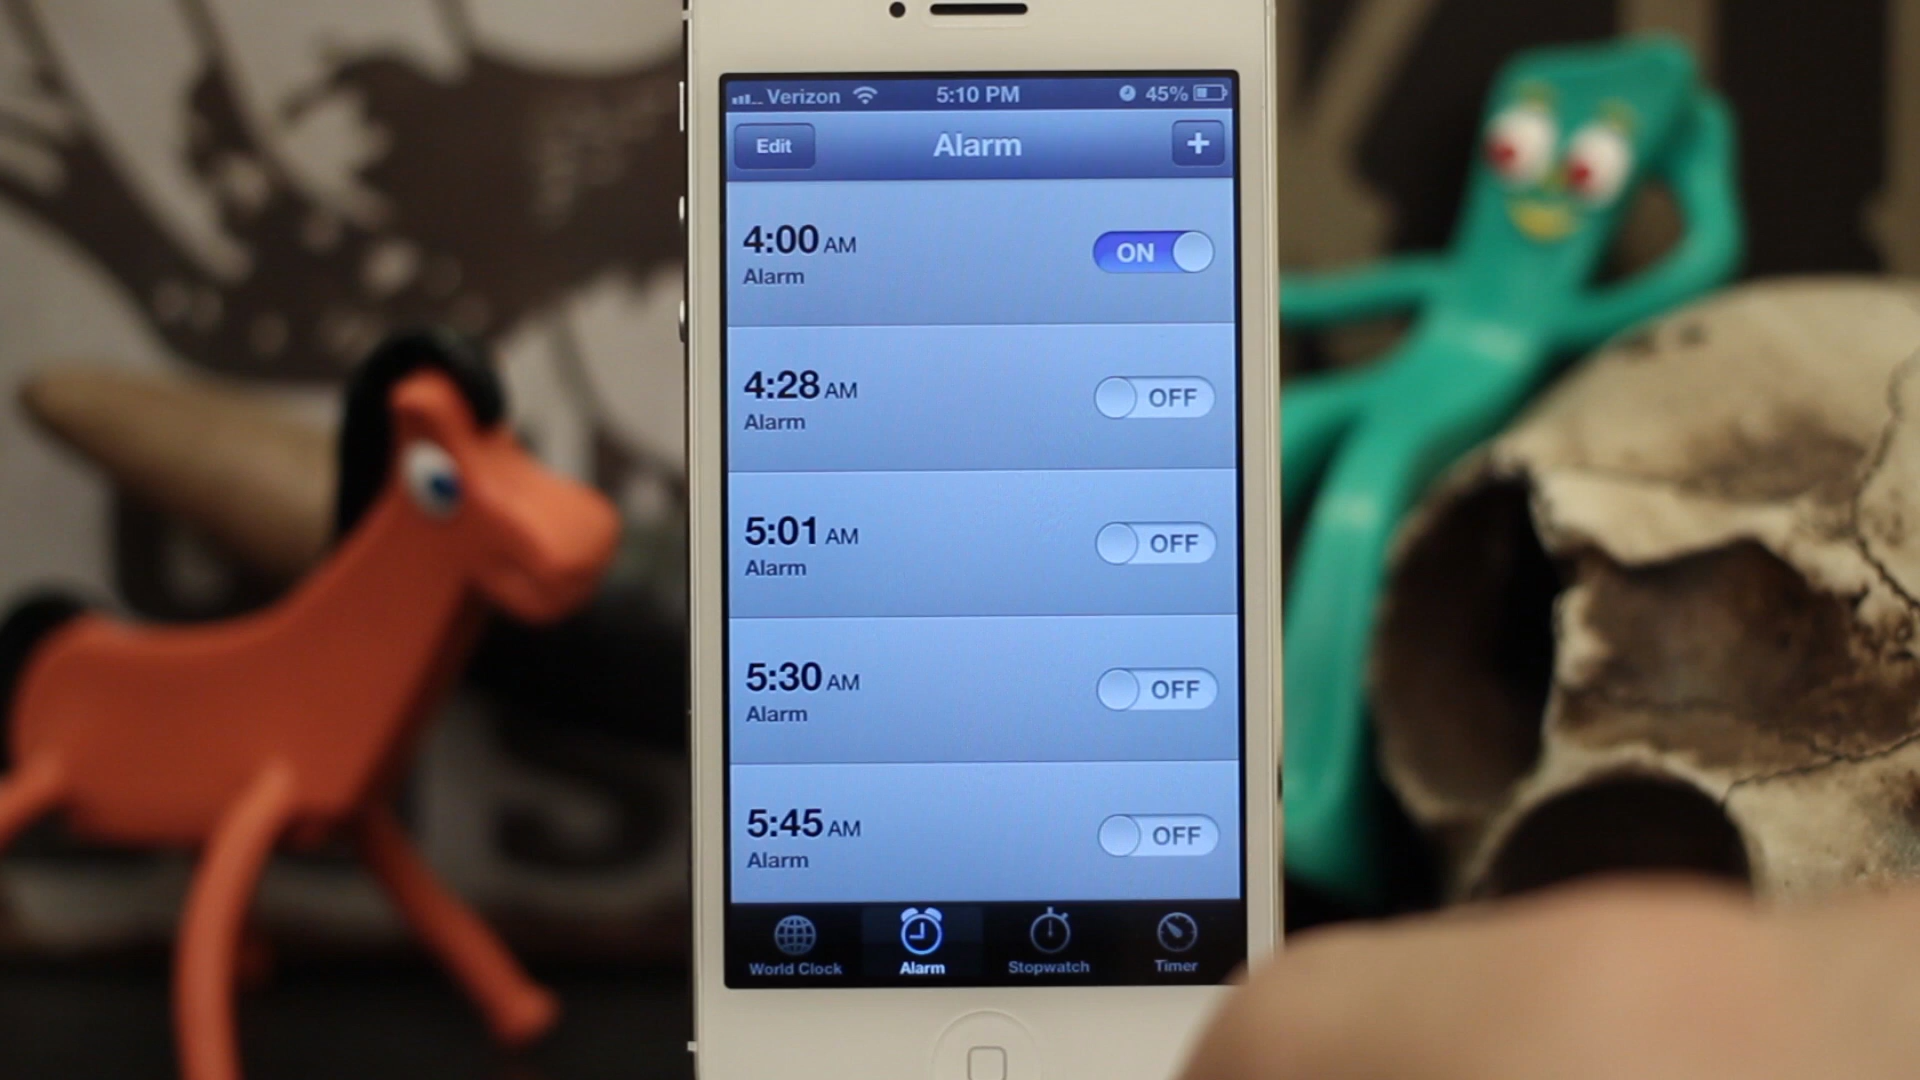 Verizon 5:10 PM 45%
Edit Alarm +
4:00 AM
Alarm
ON
4:28 AM
Alarm
OFF
5:01 AM
Alarm
OFF
5:30 AM
Alarm
OFF
5:45 AM
Alarm
OFF
World Clock Alarm Stopwatch Timer